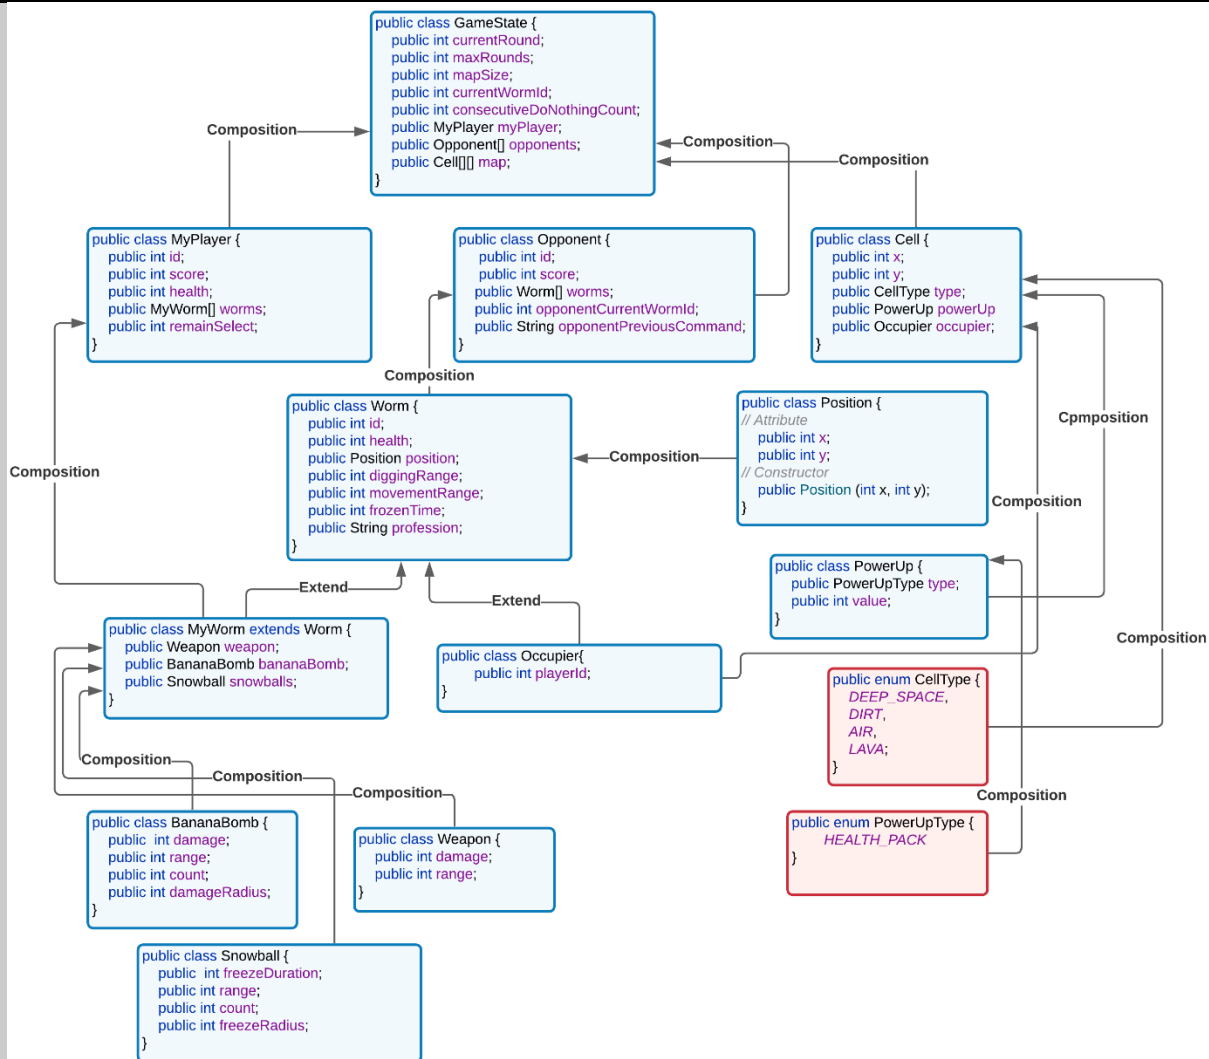 public class GameState {
public int currentRound;
public int maxRounds;
public int mapSize;
public int currentWormId;
public int consecutiveDoNothingCount;
public MyPlayer myPlayer;
public Opponent[] opponents;
public Cell[][] map;
}
Composition
Composition
Composition
public class MyPlayer {
public int id;
public int score;
public int health;
public MyWorm[] worms;
public int remainSelect;
}
public class Opponent {
public int id;
public int score;
public Worm[] worms;
public int opponentCurrentWormId;
public String opponentPreviousCommand;
}
public class Cell {
public int x;
public int y;
public CellType type;
public PowerUp powerUp
public Occupier occupier;
}
Composition
public class Worm {
public int id;
public int health;
public Position position;
public int diggingRange;
public int movementRange;
public int frozenTime;
public String profession;
}
Composition
public class Position {
// Attribute
public int x;
public int y;
// Constructor
public Position (int x, int y);
}
Cpmposition
Composition
Composition
public class PowerUp {
public PowerUpType type;
public int value;
}
Extend
Extend
public class MyWorm extends Worm {
public Weapon weapon;
public BananaBomb bananaBomb;
public Snowball snowballs;
}
public class Occupier{
public int playerId;
}
Composition
public enum CellType {
DEEP_SPACE,
DIRT,
AIR,
LAVA;
}
Composition
Composition
Composition
Composition
public class BananaBomb {
public int damage;
public int range;
public int count;
public int damageRadius;
}
public class Weapon {
public int damage;
public int range;
}
public enum PowerUpType {
HEALTH_PACK
}
public class Snowball {
public int freezeDuration;
public int range;
public int count;
public int freezeRadius;
}